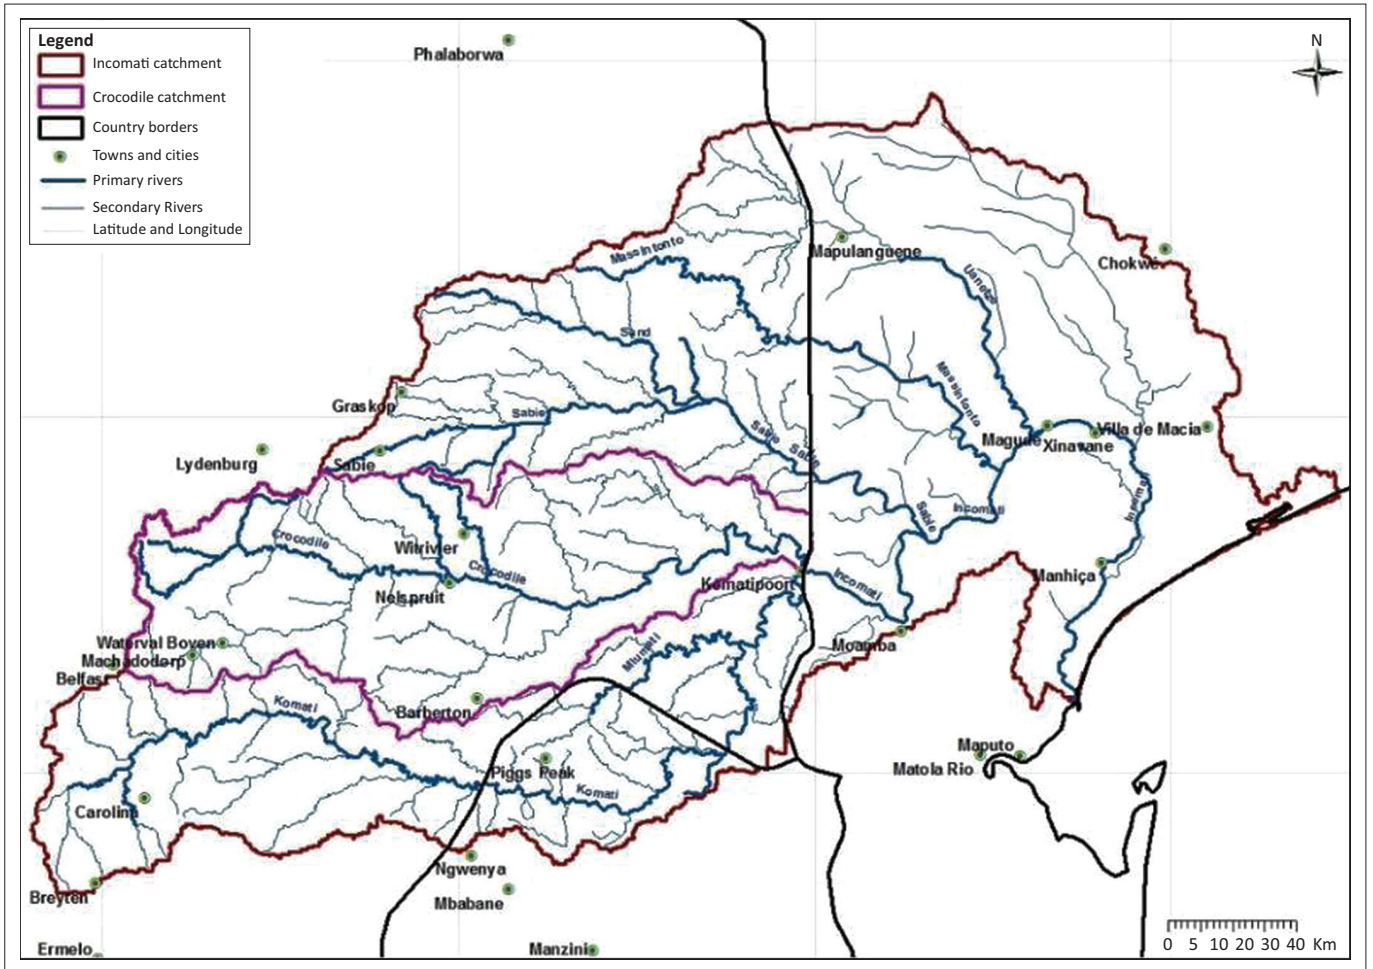 Legend
Incomati catchment
Crocodile catchment
Country borders
Towns and cities
Primary rivers
Secondary Rivers
Latitude and Longitude
N
Phalaborwa
Massintonto
Mapulanguene
Chokwé
Uanetze
Sand
Massintonto
Graskop
Sabie
Sabie
Sabie
Magude
Xinavane
Villa de Macia
Lydenburg
Sabie
Incomati
Sabie
Crocodile
Witrivier
Crocodile
Nelspruit
Komatipoort
Incomati
Manhiça
Waterval Boven
Machadodorp
Belfast
Mlumati
Moamba
Komati
Barberton
Maputo
Matola Rio
Piggs Peak
Komati
Carolina
Ngwenya
Breyten
Mbabane
Ermelo
Manzini
0 5 10 20 30 40 Km